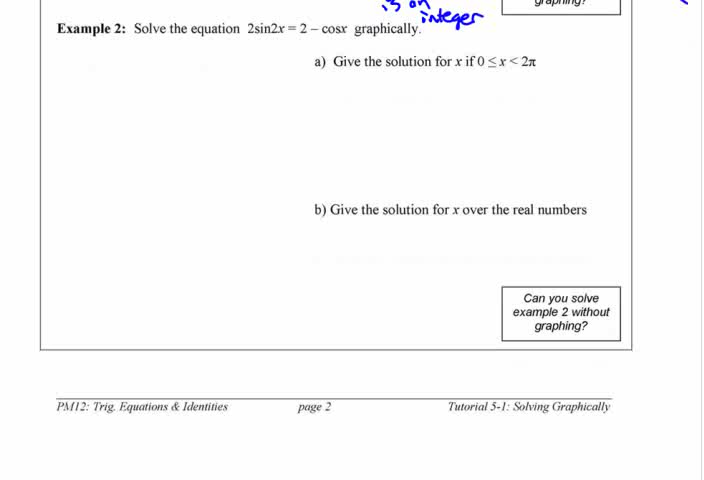 graphing?
is an
integer
Example 2: Solve the equation 2sin2x = 2 – cosx graphically.
a) Give the solution for x if 0 ≤ x < 2π
b) Give the solution for x over the real numbers
Can you solve
example 2 without
graphing?
PM12: Trig. Equations & Identities page 2 Tutorial 5-1: Solving Graphically